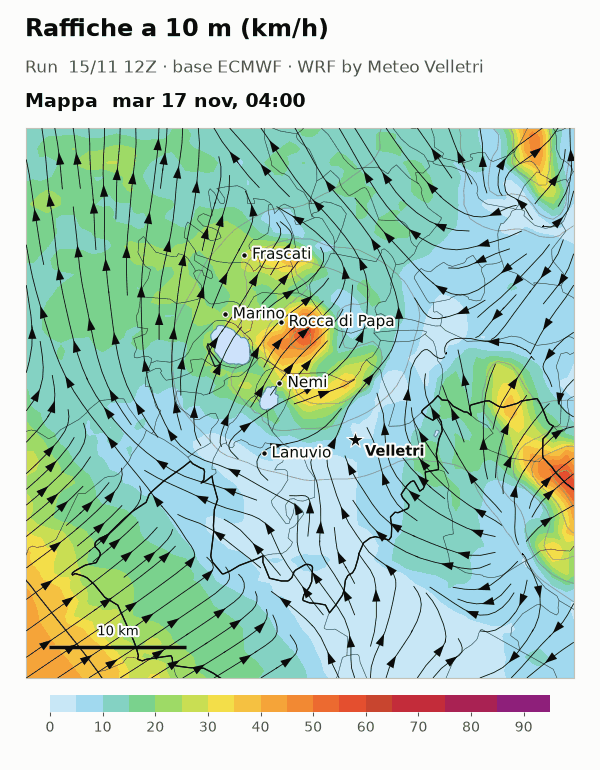 Raffiche a 10 m (km/h)
Run  15/11 12Z · base ECMWF · WRF by Meteo Velletri
Mappa  mar 17 nov, 04:00
Frascati
Marino
Rocca di Papa
Nemi
Velletri
Lanuvio
10 km
0 10 20 30 40 50 60 70 80 90